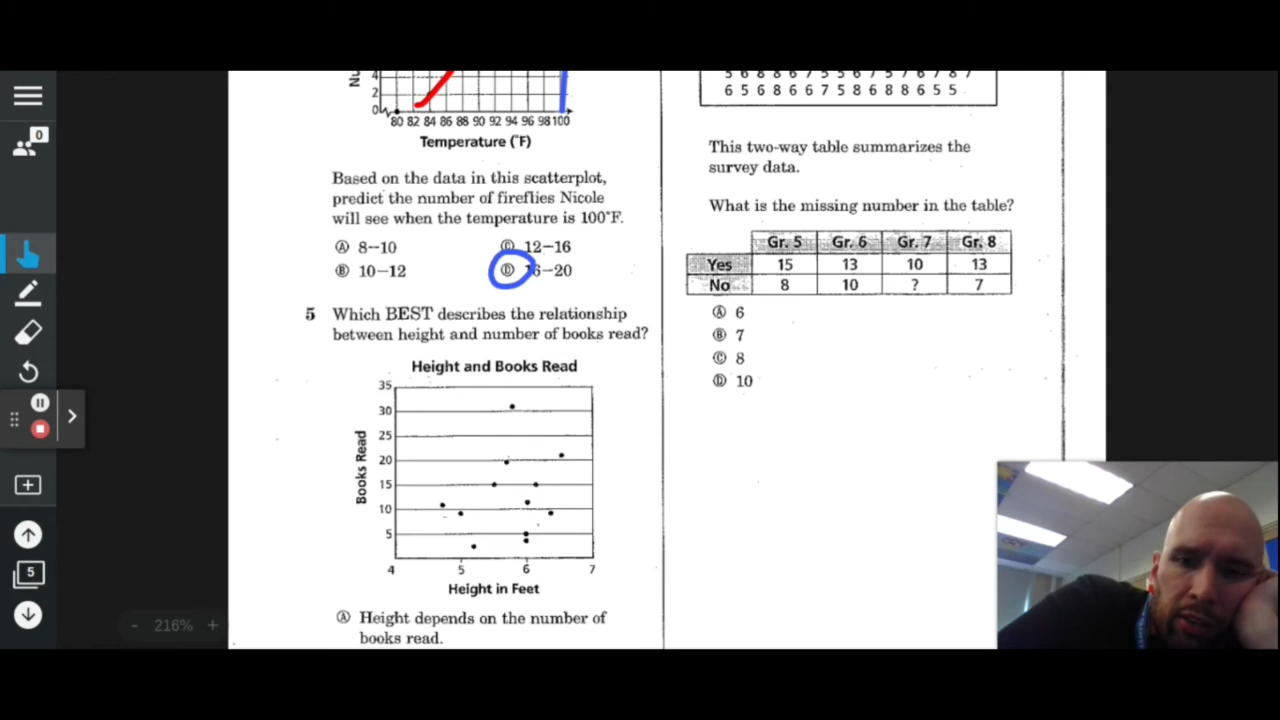 0
5
216%
Nu
4
2
0
80 82 84 86 88 90 92 94 96 98 100
Temperature (°F)
Based on the data in this scatterplot,
predict the number of fireflies Nicole
will see when the temperature is 100°F.
Ⓐ 8–10
Ⓒ 12–16
Ⓑ 10–12
Ⓓ 16–20
5 Which BEST describes the relationship
between height and number of books read?
Height and Books Read
35
30
25
20
15
10
5
Books Read
4 5 6 7
Height in Feet
Ⓐ Height depends on the number of
books read.
6 5 6 8 6 6 7 5 8 6 8 8 6 5 5
This two-way table summarizes the
survey data.
What is the missing number in the table?
Gr. 5 Gr. 6 Gr. 7 Gr. 8
Yes 15 13 10 13
No 8 10 ? 7
Ⓐ 6
Ⓑ 7
Ⓒ 8
Ⓓ 10